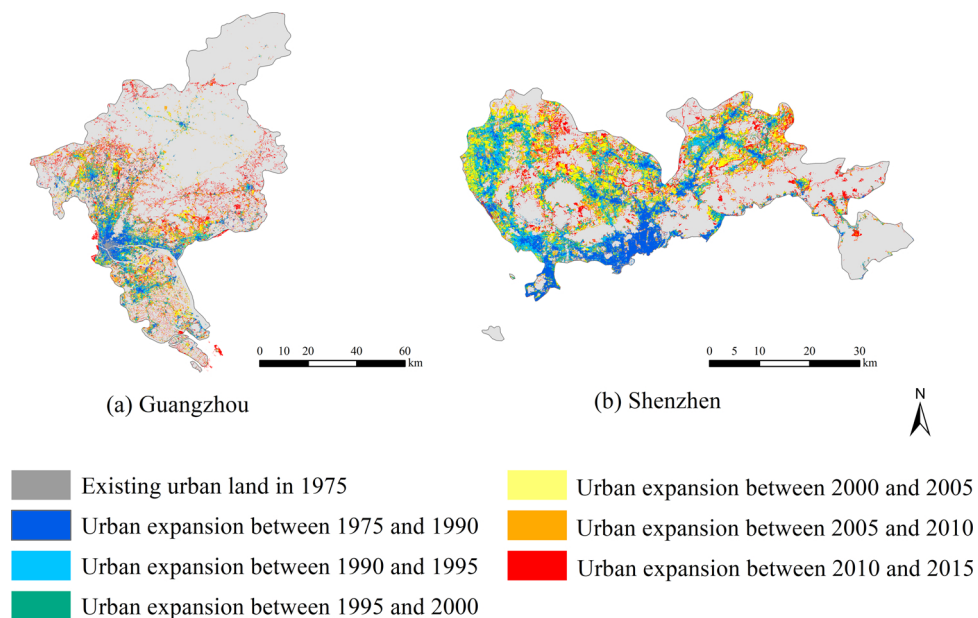 0 10 20 40 60
km
0 5 10 20 30
km
(a) Guangzhou
(b) Shenzhen
N
Existing urban land in 1975
Urban expansion between 1975 and 1990
Urban expansion between 1990 and 1995
Urban expansion between 1995 and 2000
Urban expansion between 2000 and 2005
Urban expansion between 2005 and 2010
Urban expansion between 2010 and 2015